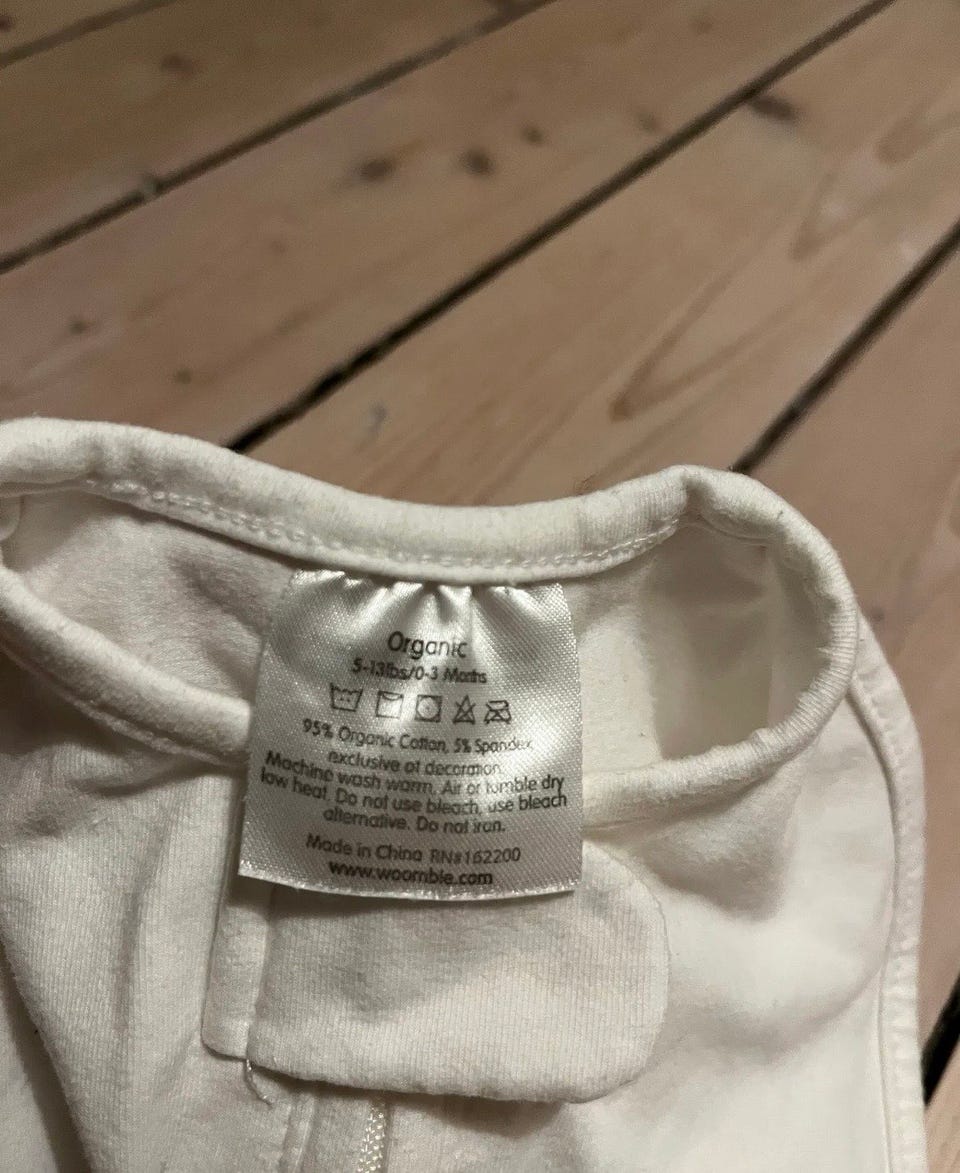 Organic
5-13lbs/0-3 Months
95% Organic Cotton, 5% Spandex,
exclusive of decoration.
Machine wash warm. Air or tumble dry
low heat. Do not use bleach, use bleach
alternative. Do not iron.
Made in China RN#162200
www.woombie.com